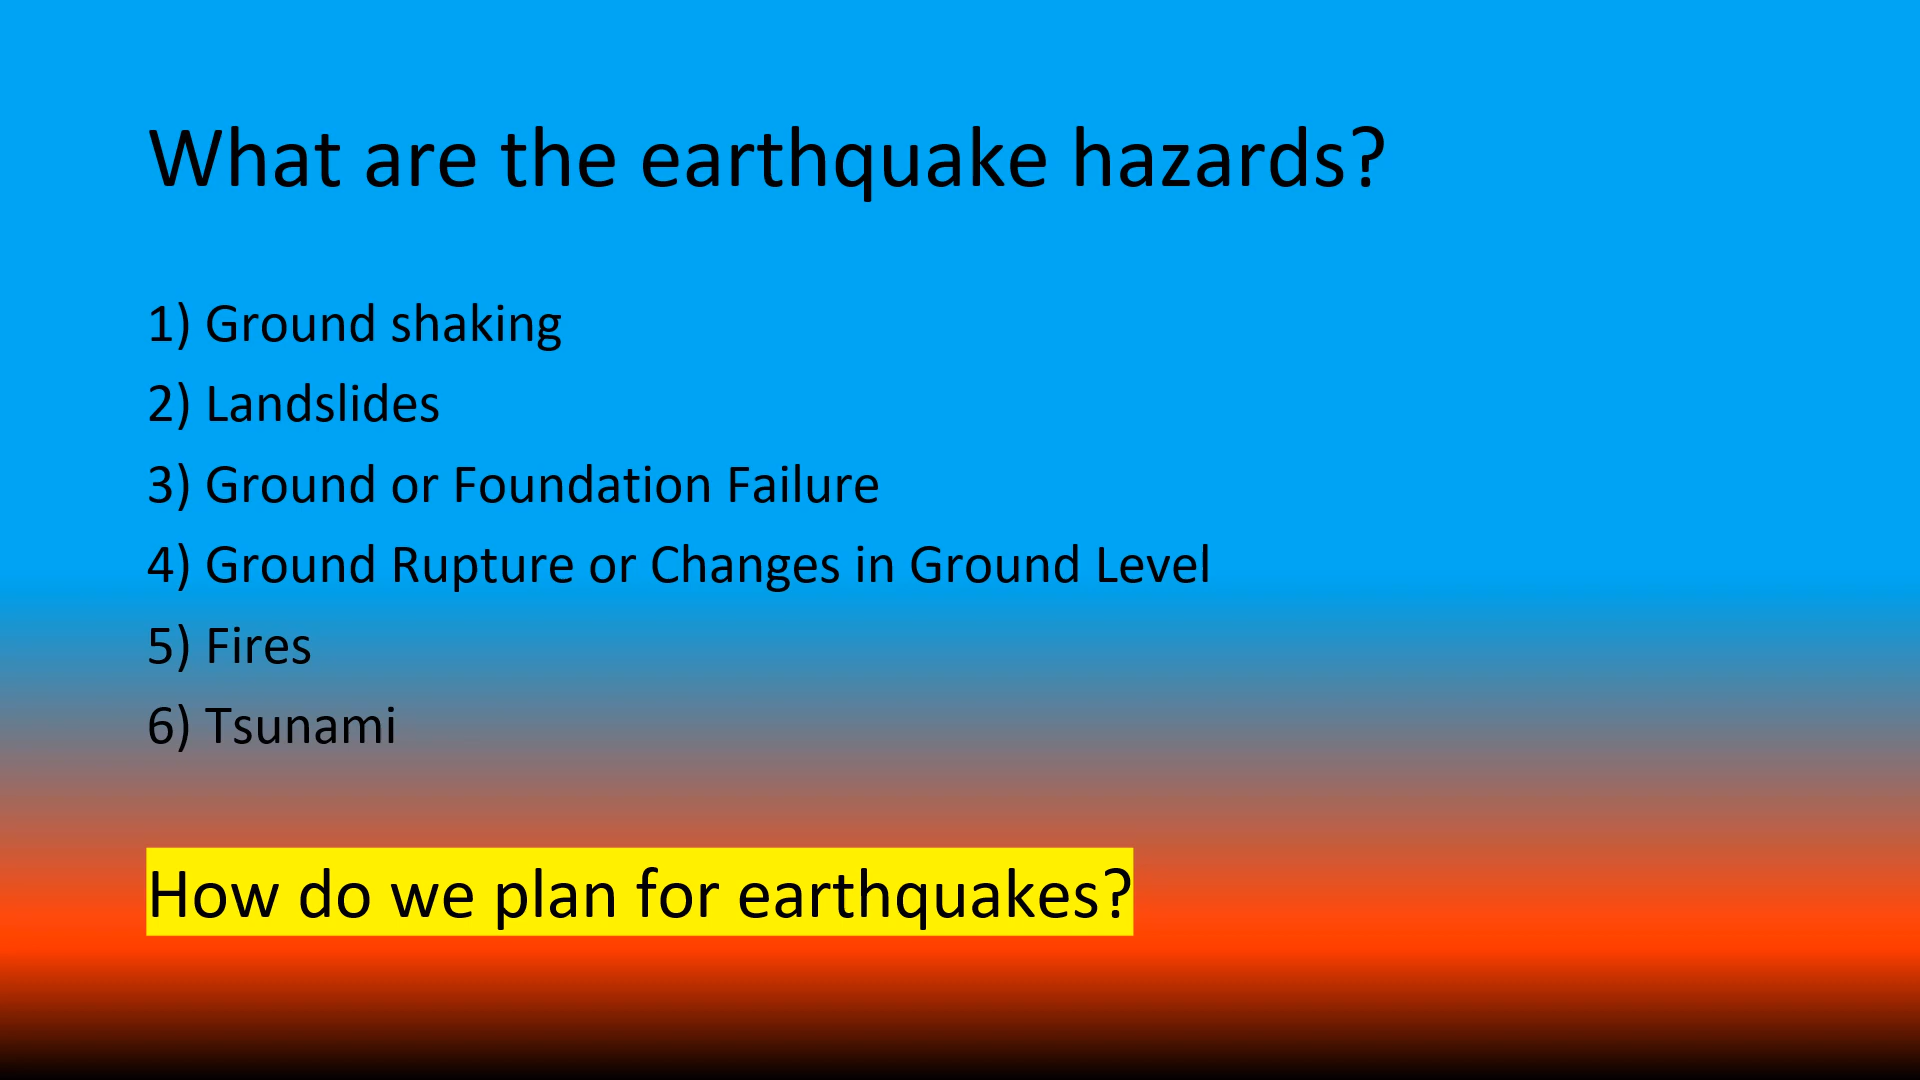 What are the earthquake hazards?
1) Ground shaking
2) Landslides
3) Ground or Foundation Failure
4) Ground Rupture or Changes in Ground Level
5) Fires
6) Tsunami
How do we plan for earthquakes?